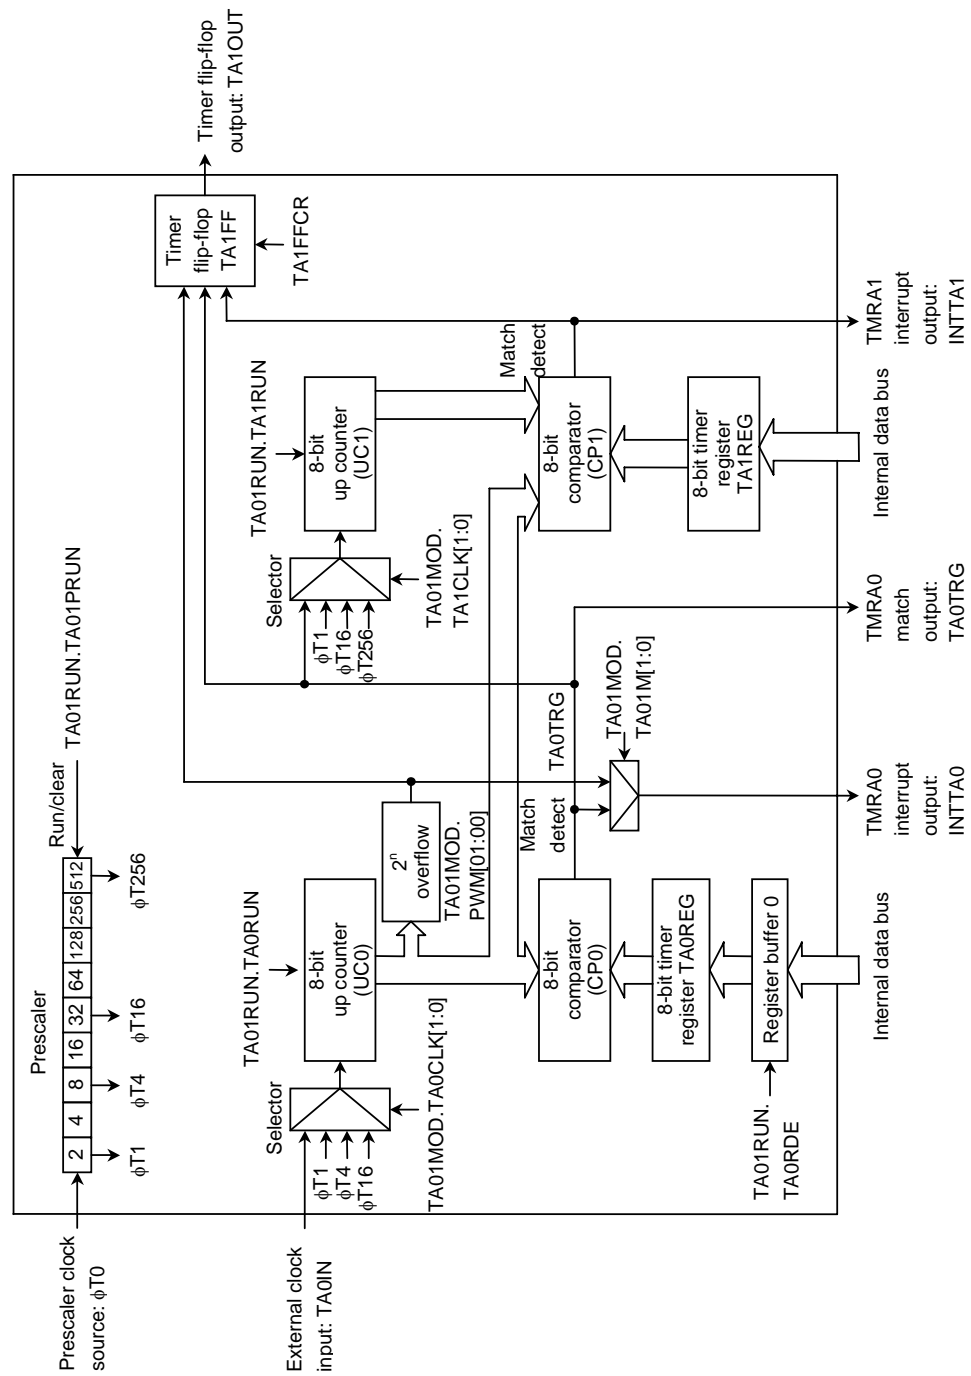 Prescaler
Prescaler clock
source: ϕT0
2
4
8
16
32
64
128
256
512
Run/clear
TA01RUN.TA01PRUN
ϕT1
ϕT4
ϕT16
ϕT256
External clock
input: TA0IN
Selector
ϕT1
ϕT4
ϕT16
TA01MOD.TA0CLK[1:0]
TA01RUN.TA0RUN
8-bit
up counter
(UC0)
2ⁿ
overflow
TA01MOD.
PWM[01:00]
Selector
ϕT1
ϕT16
ϕT256
TA01MOD.
TA1CLK[1:0]
TA01RUN.TA1RUN
8-bit
up counter
(UC1)
Timer
flip-flop
TA1FF
TA1FFCR
Timer flip-flop
output: TA1OUT
8-bit
comparator
(CP0)
Match
detect
TA0TRG
TA01MOD.
TA01M[1:0]
8-bit
comparator
(CP1)
Match
detect
8-bit timer
register TA0REG
Register buffer 0
TA01RUN.
TA0RDE
8-bit timer
register
TA1REG
Internal data bus
TMRA0
interrupt
output:
INTTA0
TMRA0
match
output:
TA0TRG
Internal data bus
TMRA1
interrupt
output:
INTTA1